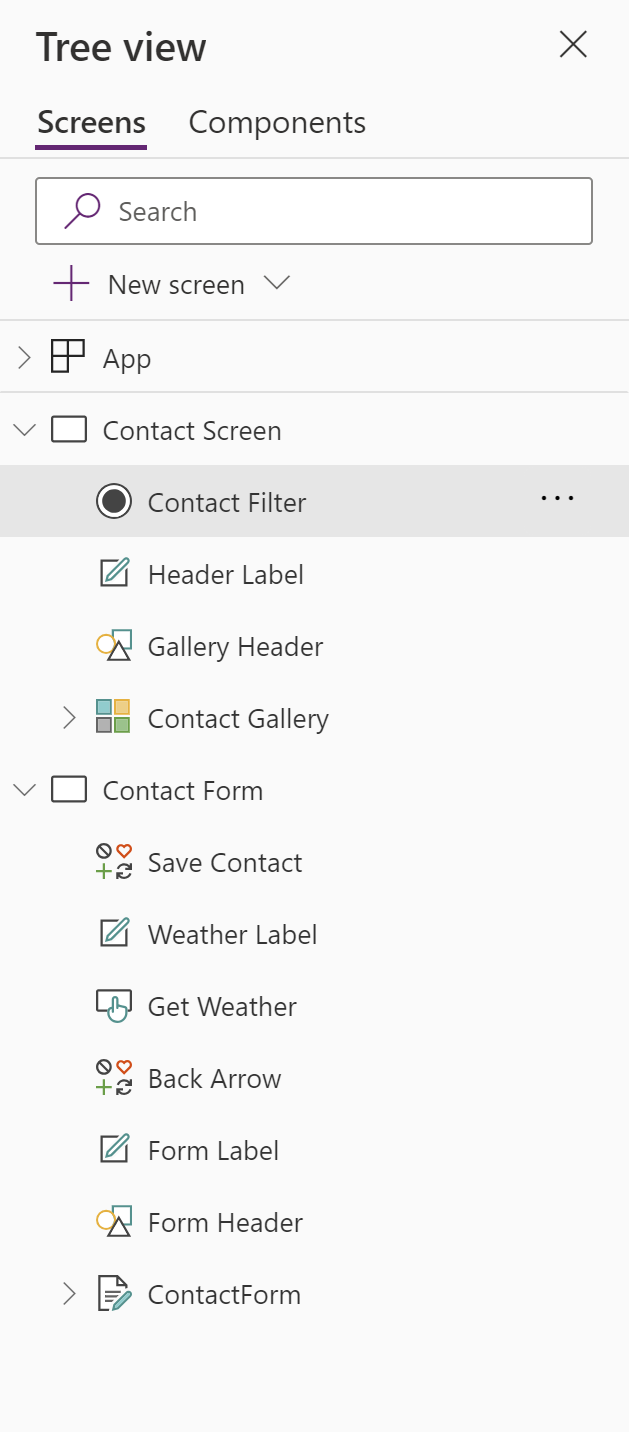 Tree view
Screens Components
Search
New screen
App
Contact Screen
Contact Filter
Header Label
Gallery Header
Contact Gallery
Contact Form
Save Contact
Weather Label
Get Weather
Back Arrow
Form Label
Form Header
ContactForm